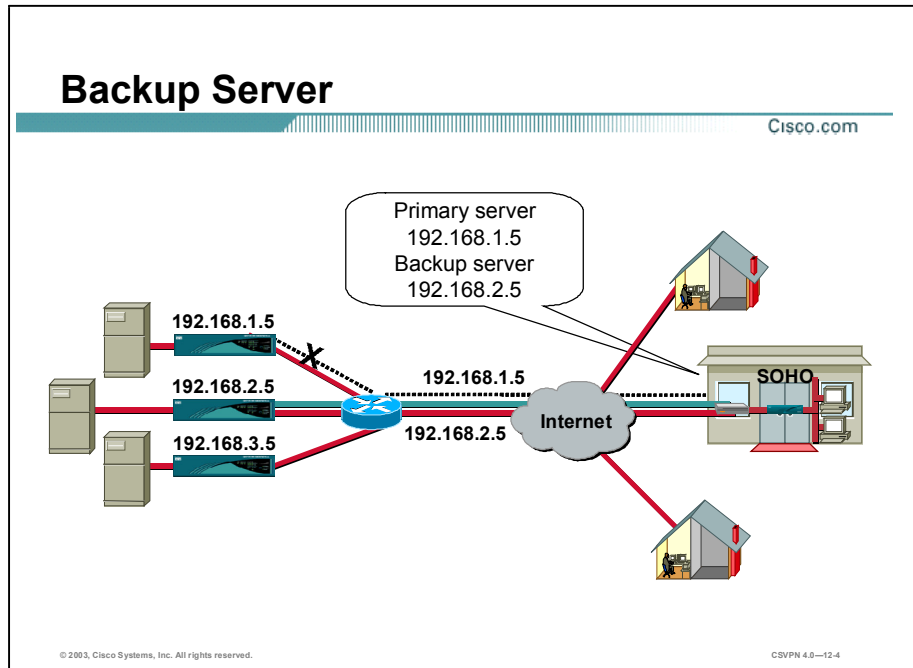 Backup Server
Cisco.com
Primary server
192.168.1.5
Backup server
192.168.2.5
192.168.1.5
X
192.168.1.5
SOHO
192.168.2.5
Internet
192.168.2.5
192.168.3.5
© 2003, Cisco Systems, Inc. All rights reserved.
CSVPN 4.0—12-4